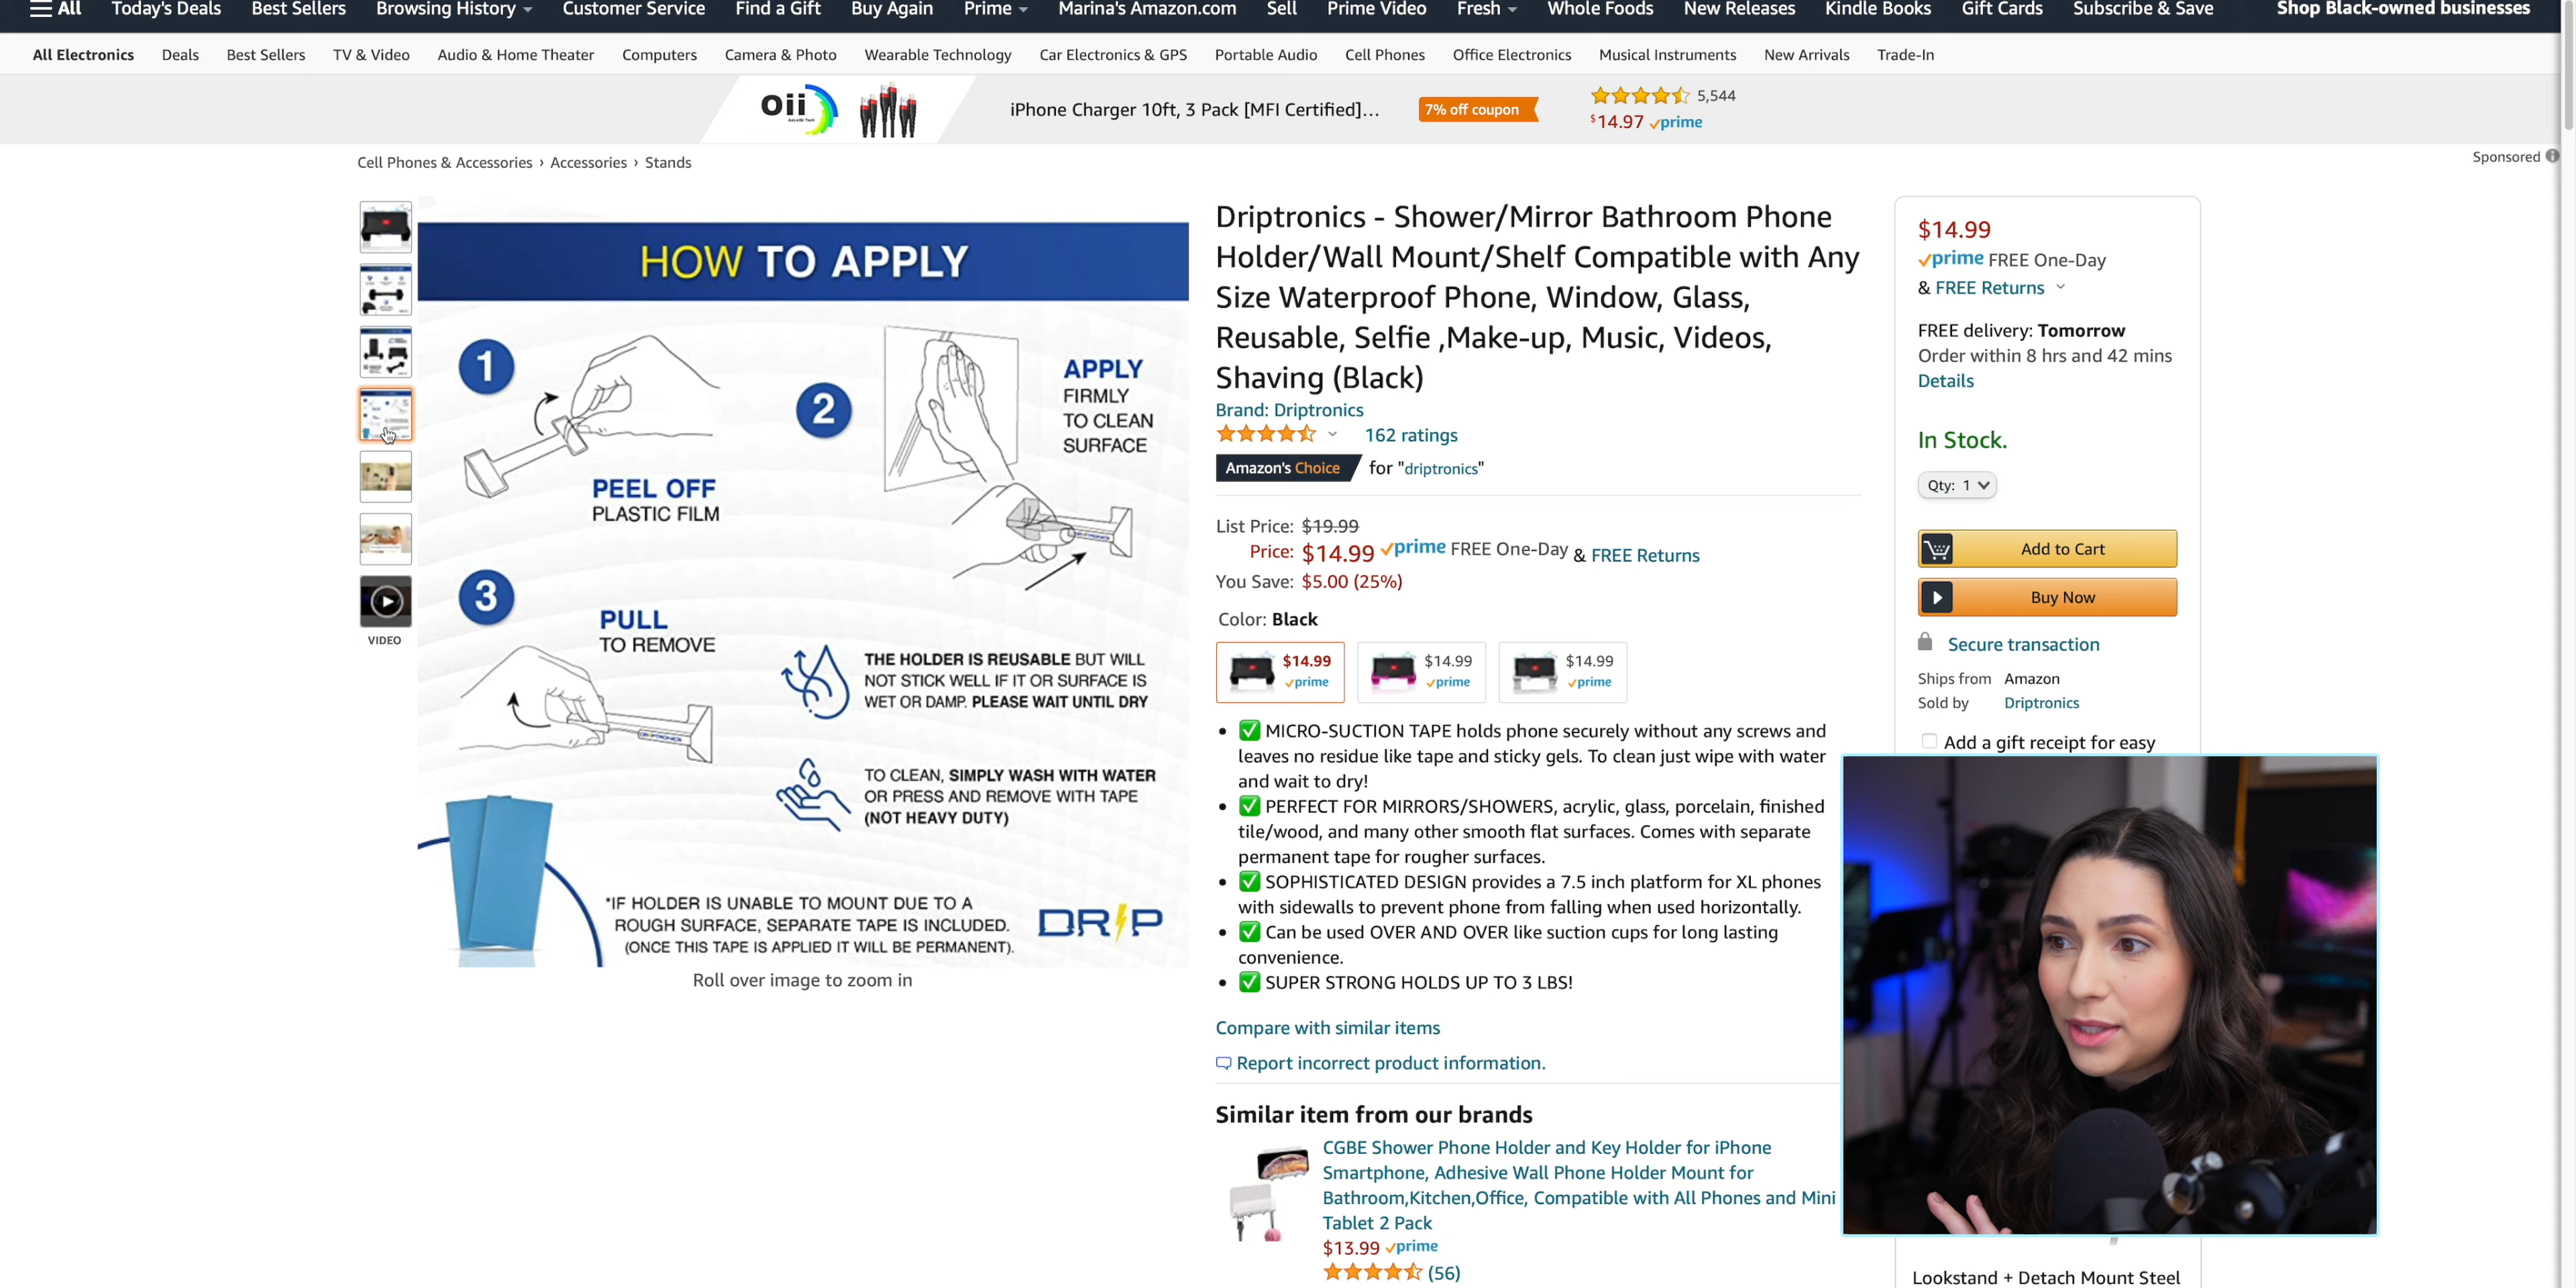 All Today's Deals Best Sellers Browsing History Customer Service Find a Gift Buy Again Prime Marina's Amazon.com Sell Prime Video Fresh Whole Foods New Releases Kindle Books Gift Cards Subscribe & Save Shop Black-owned businesses
All Electronics Deals Best Sellers TV & Video Audio & Home Theater Computers Camera & Photo Wearable Technology Car Electronics & GPS Portable Audio Cell Phones Office Electronics Musical Instruments New Arrivals Trade-In
oii iPhone Charger 10ft, 3 Pack [MFI Certified]... 7% off coupon 5,544
$14.97 prime
Sponsored
Cell Phones & Accessories › Accessories › Stands
VIDEO
HOW TO APPLY
1
PEEL OFF
PLASTIC FILM
2
APPLY
FIRMLY
TO CLEAN
SURFACE
3
PULL
TO REMOVE
THE HOLDER IS REUSABLE BUT WILL
NOT STICK WELL IF IT OR SURFACE IS
WET OR DAMP. PLEASE WAIT UNTIL DRY
TO CLEAN, SIMPLY WASH WITH WATER
OR PRESS AND REMOVE WITH TAPE
(NOT HEAVY DUTY)
*IF HOLDER IS UNABLE TO MOUNT DUE TO A
ROUGH SURFACE, SEPARATE TAPE IS INCLUDED.
(ONCE THIS TAPE IS APPLIED IT WILL BE PERMANENT).
DRIP
Roll over image to zoom in
Driptronics - Shower/Mirror Bathroom Phone
Holder/Wall Mount/Shelf Compatible with Any
Size Waterproof Phone, Window, Glass,
Reusable, Selfie ,Make-up, Music, Videos,
Shaving (Black)
Brand: Driptronics
162 ratings
Amazon's Choice for "driptronics"
List Price: $19.99
Price: $14.99 prime FREE One-Day & FREE Returns
You Save: $5.00 (25%)
Color: Black
$14.99 $14.99 $14.99
prime prime prime
• ✅ MICRO-SUCTION TAPE holds phone securely without any screws and
leaves no residue like tape and sticky gels. To clean just wipe with water
and wait to dry!
• ✅ PERFECT FOR MIRRORS/SHOWERS, acrylic, glass, porcelain, finished
tile/wood, and many other smooth flat surfaces. Comes with separate
permanent tape for rougher surfaces.
• ✅ SOPHISTICATED DESIGN provides a 7.5 inch platform for XL phones
with sidewalls to prevent phone from falling when used horizontally.
• ✅ Can be used OVER AND OVER like suction cups for long lasting
convenience.
• ✅ SUPER STRONG HOLDS UP TO 3 LBS!
Compare with similar items
Report incorrect product information.
Similar item from our brands
CGBE Shower Phone Holder and Key Holder for iPhone
Smartphone, Adhesive Wall Phone Holder Mount for
Bathroom,Kitchen,Office, Compatible with All Phones and Mini
Tablet 2 Pack
$13.99 prime
(56)
$14.99
prime FREE One-Day
& FREE Returns
FREE delivery: Tomorrow
Order within 8 hrs and 42 mins
Details
In Stock.
Qty: 1
Add to Cart
Buy Now
Secure transaction
Ships from Amazon
Sold by Driptronics
Add a gift receipt for easy
Lookstand + Detach Mount Steel